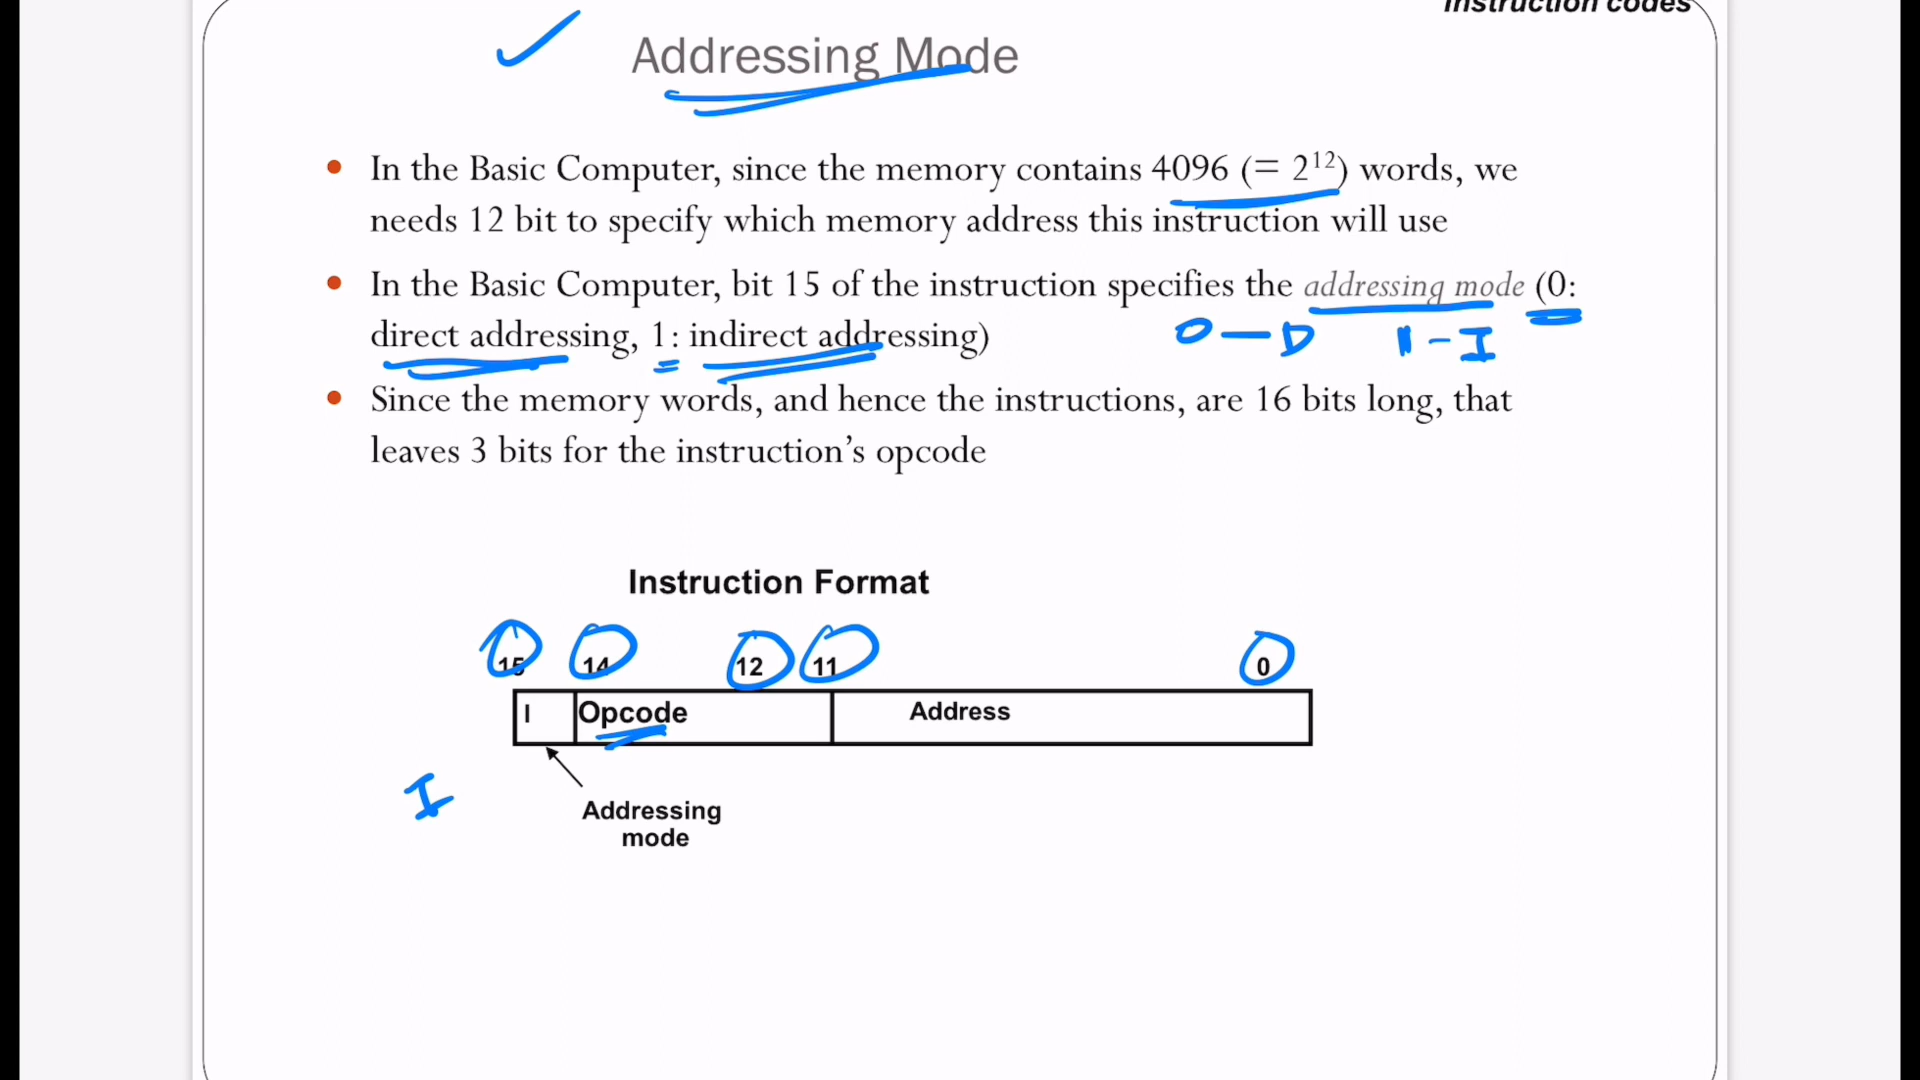 Instruction codes
Addressing Mode
• In the Basic Computer, since the memory contains 4096 (= 2¹²) words, we
needs 12 bit to specify which memory address this instruction will use
• In the Basic Computer, bit 15 of the instruction specifies the addressing mode (0:
direct addressing, 1: indirect addressing)
0 — D 1 - I
• Since the memory words, and hence the instructions, are 16 bits long, that
leaves 3 bits for the instruction’s opcode
Instruction Format
15 14 12 11 0
I Opcode Address
I
Addressing
mode